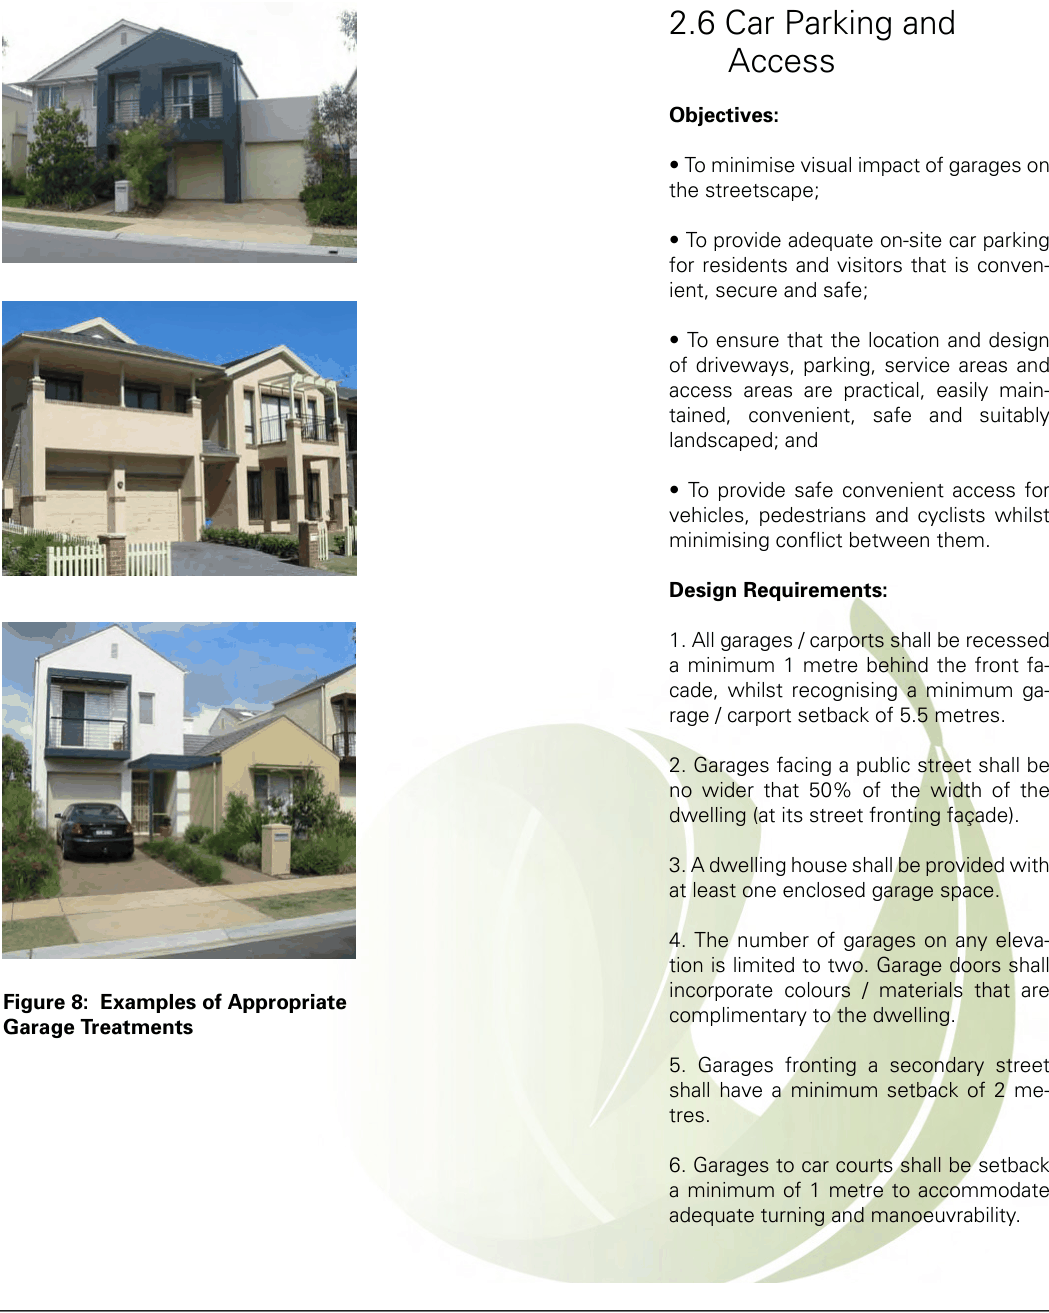 2.6 Car Parking and
Access
Objectives:
• To minimise visual impact of garages on
the streetscape;
• To provide adequate on-site car parking
for residents and visitors that is conven-
ient, secure and safe;
• To ensure that the location and design
of driveways, parking, service areas and
access areas are practical, easily main-
tained, convenient, safe and suitably
landscaped; and
• To provide safe convenient access for
vehicles, pedestrians and cyclists whilst
minimising conflict between them.
Design Requirements:
1. All garages / carports shall be recessed
a minimum 1 metre behind the front fa-
cade, whilst recognising a minimum ga-
rage / carport setback of 5.5 metres.
2. Garages facing a public street shall be
no wider that 50% of the width of the
dwelling (at its street fronting façade).
3. A dwelling house shall be provided with
at least one enclosed garage space.
4. The number of garages on any eleva-
tion is limited to two. Garage doors shall
incorporate colours / materials that are
complimentary to the dwelling.
5. Garages fronting a secondary street
shall have a minimum setback of 2 me-
tres.
6. Garages to car courts shall be setback
a minimum of 1 metre to accommodate
adequate turning and manoeuvrability.
Figure 8:  Examples of Appropriate
Garage Treatments